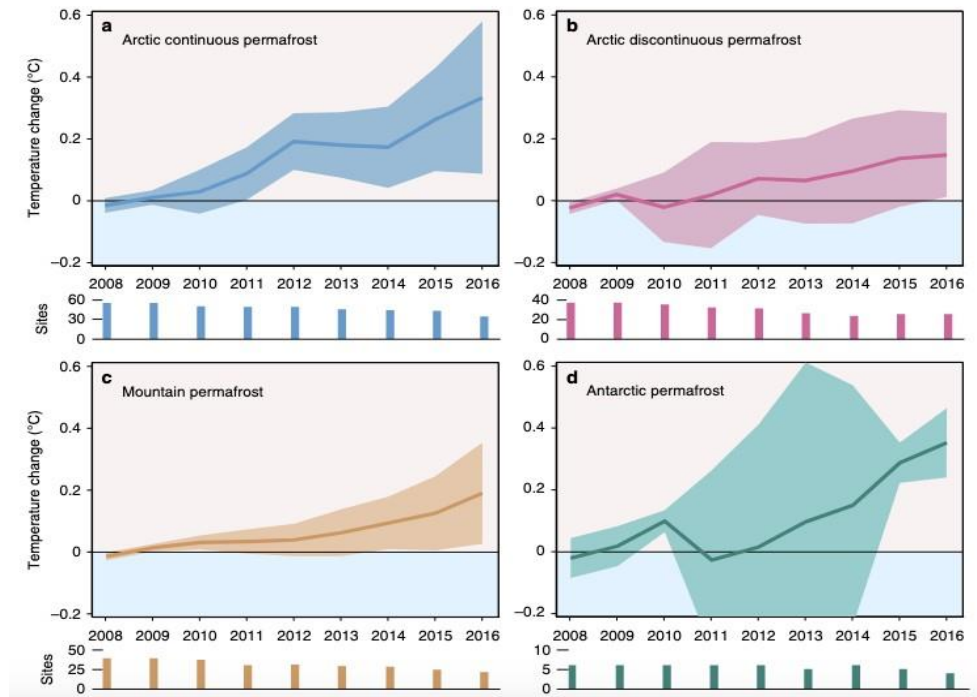 a
Arctic continuous permafrost
Temperature change (°C)
0.6
0.4
0.2
0
−0.2
2008 2009 2010 2011 2012 2013 2014 2015 2016
Sites
60
30
0
b
Arctic discontinuous permafrost
0.6
0.4
0.2
0
−0.2
2008 2009 2010 2011 2012 2013 2014 2015 2016
40
20
0
c
Mountain permafrost
Temperature change (°C)
0.6
0.4
0.2
0
−0.2
2008 2009 2010 2011 2012 2013 2014 2015 2016
Sites
50
25
0
d
Antarctic permafrost
0.6
0.4
0.2
0
−0.2
2008 2009 2010 2011 2012 2013 2014 2015 2016
10
5
0